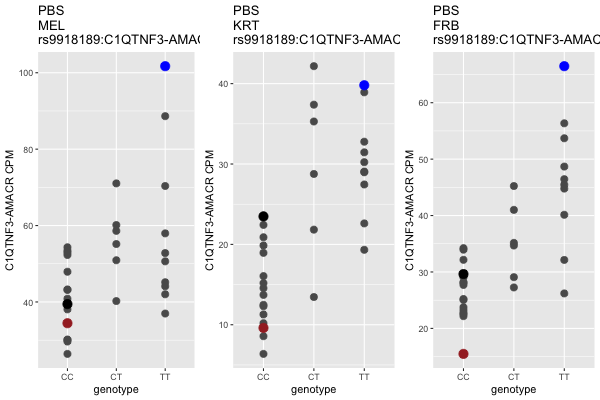 PBS
MEL
rs9918189:C1QTNF3-AMAC
C1QTNF3-AMACR CPM
100
80
60
40
CC
CT
TT
genotype
PBS
KRT
rs9918189:C1QTNF3-AMAC
C1QTNF3-AMACR CPM
40
30
20
10
CC
CT
TT
genotype
PBS
FRB
rs9918189:C1QTNF3-AMAC
C1QTNF3-AMACR CPM
60
50
40
30
20
CC
CT
TT
genotype